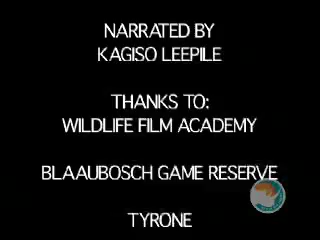 NARRATED BY
KAGISO LEEPILE
THANKS TO:
WILDLIFE FILM ACADEMY
BLAAUBOSCH GAME RESERVE
TYRONE